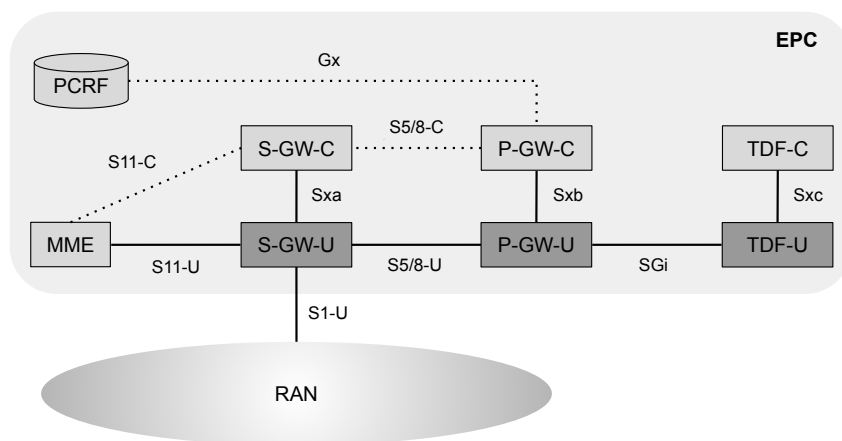 EPC
Gx
PCRF
S5/8-C
S-GW-C
P-GW-C
TDF-C
S11-C
Sxa
Sxb
Sxc
MME
S-GW-U
P-GW-U
TDF-U
S11-U
S5/8-U
SGi
S1-U
RAN